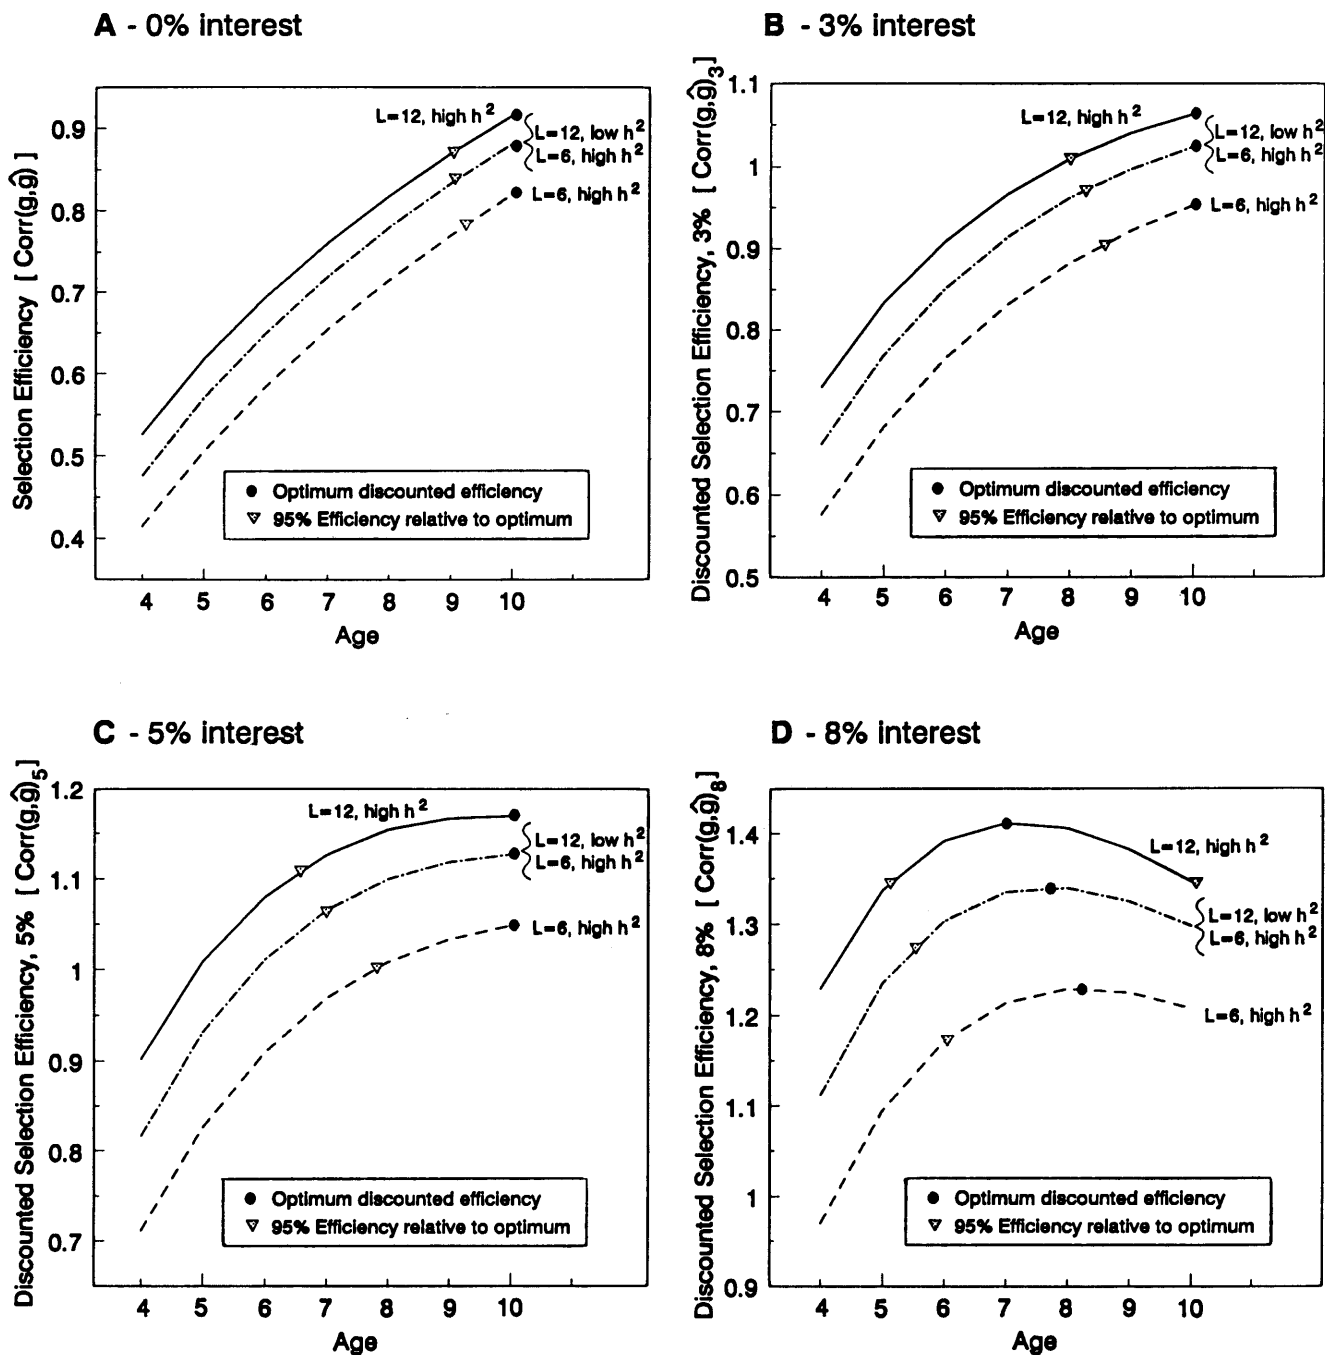 A - 0% interest
Selection Efficiency [ Corr(g,ĝ) ]
0.9
0.8
0.7
0.6
0.5
0.4
L=12, high h²
L=12, low h²
L=6, high h²
L=6, high h²
Optimum discounted efficiency
95% Efficiency relative to optimum
4 5 6 7 8 9 10
Age
B - 3% interest
Discounted Selection Efficiency, 3% [ Corr(g,ĝ)₃]
1.1
1
0.9
0.8
0.7
0.6
0.5
L=12, high h²
L=12, low h²
L=6, high h²
L=6, high h²
Optimum discounted efficiency
95% Efficiency relative to optimum
4 5 6 7 8 9 10
Age
C - 5% interest
Discounted Selection Efficiency, 5% [ Corr(g,ĝ)₅]
1.2
1.1
1
0.9
0.8
0.7
L=12, high h²
L=12, low h²
L=6, high h²
L=6, high h²
Optimum discounted efficiency
95% Efficiency relative to optimum
4 5 6 7 8 9 10
Age
D - 8% interest
Discounted Selection Efficiency, 8% [ Corr(g,ĝ)₈]
1.4
1.3
1.2
1.1
1
0.9
L=12, high h²
L=12, low h²
L=6, high h²
L=6, high h²
Optimum discounted efficiency
95% Efficiency relative to optimum
4 5 6 7 8 9 10
Age